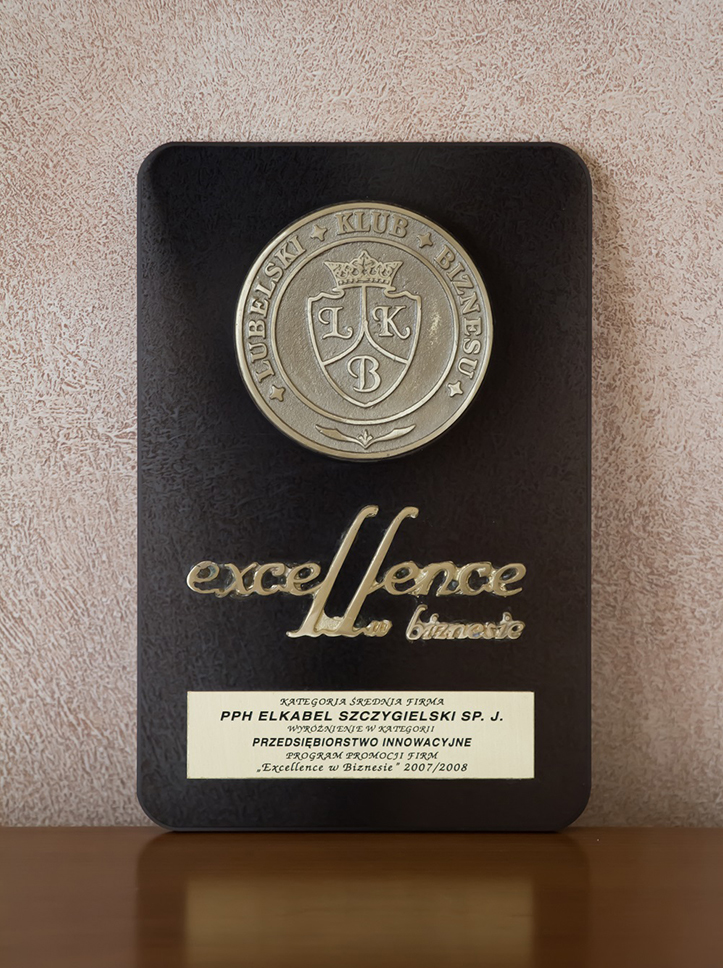 LUBELSKI KLUB BIZNESU
L K
B
excellence
w biznesie
KATEGORIA ŚREDNIA FIRMA
PPH ELKABEL SZCZYGIELSKI SP. J.
WYRÓŻNIENIE W KATEGORII
PRZEDSIĘBIORSTWO INNOWACYJNE
PROGRAM PROMOCJI FIRM
„Excellence w Biznesie" 2007/2008